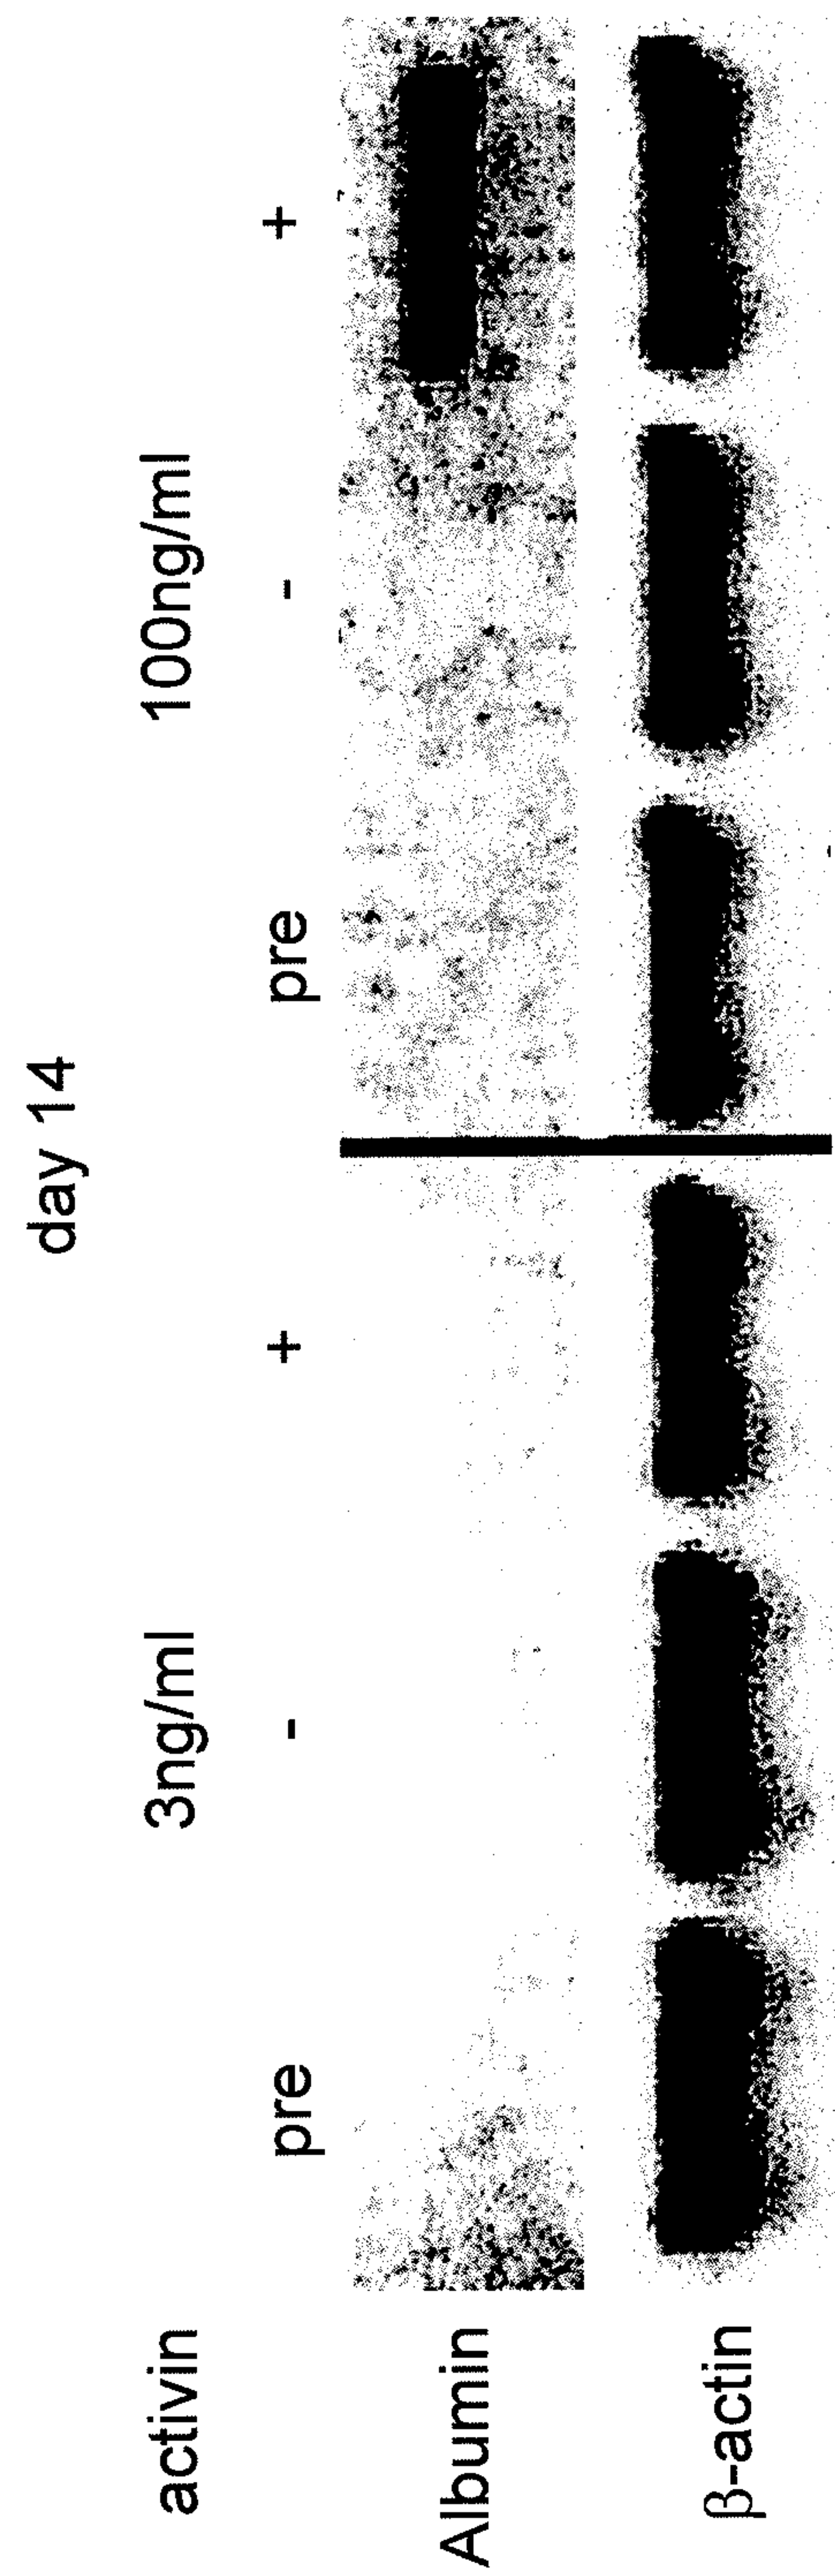 day 14
activin 3ng/ml 100ng/ml
pre - + pre - +
Albumin
β-actin